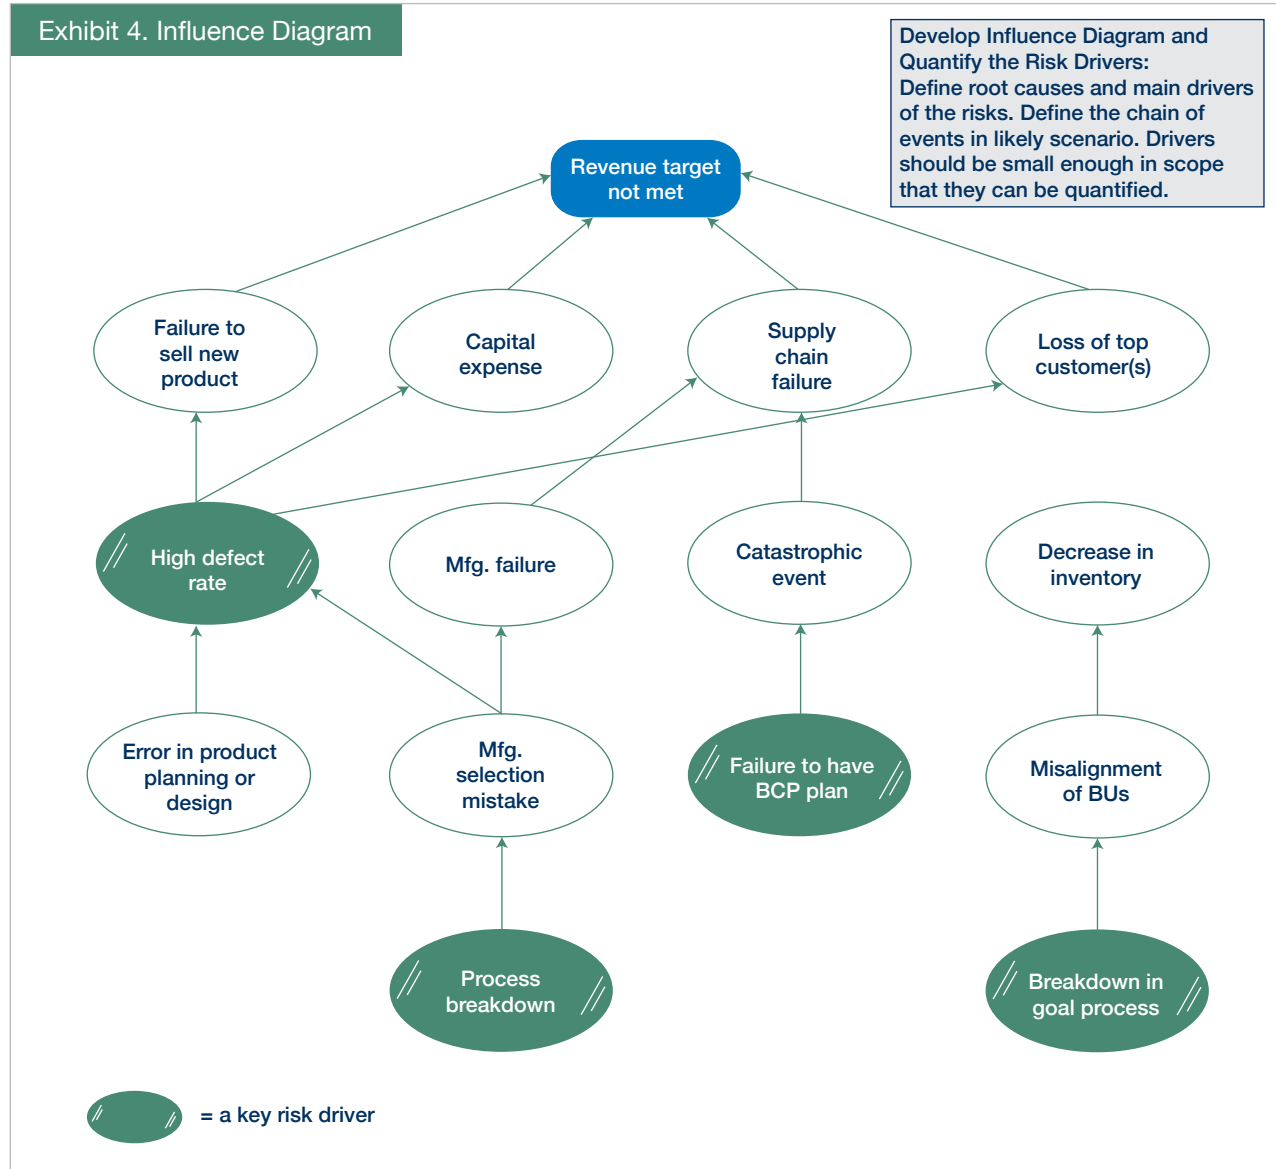 Exhibit 4. Influence Diagram
Develop Influence Diagram and
Quantify the Risk Drivers:
Define root causes and main drivers
of the risks. Define the chain of
events in likely scenario. Drivers
should be small enough in scope
that they can be quantified.
Revenue target
not met
Failure to
sell new
product
Capital
expense
Supply
chain
failure
Loss of top
customer(s)
High defect
rate
Mfg. failure
Catastrophic
event
Decrease in
inventory
Error in product
planning or
design
Mfg.
selection
mistake
Failure to have
BCP plan
Misalignment
of BUs
Process
breakdown
Breakdown in
goal process
= a key risk driver